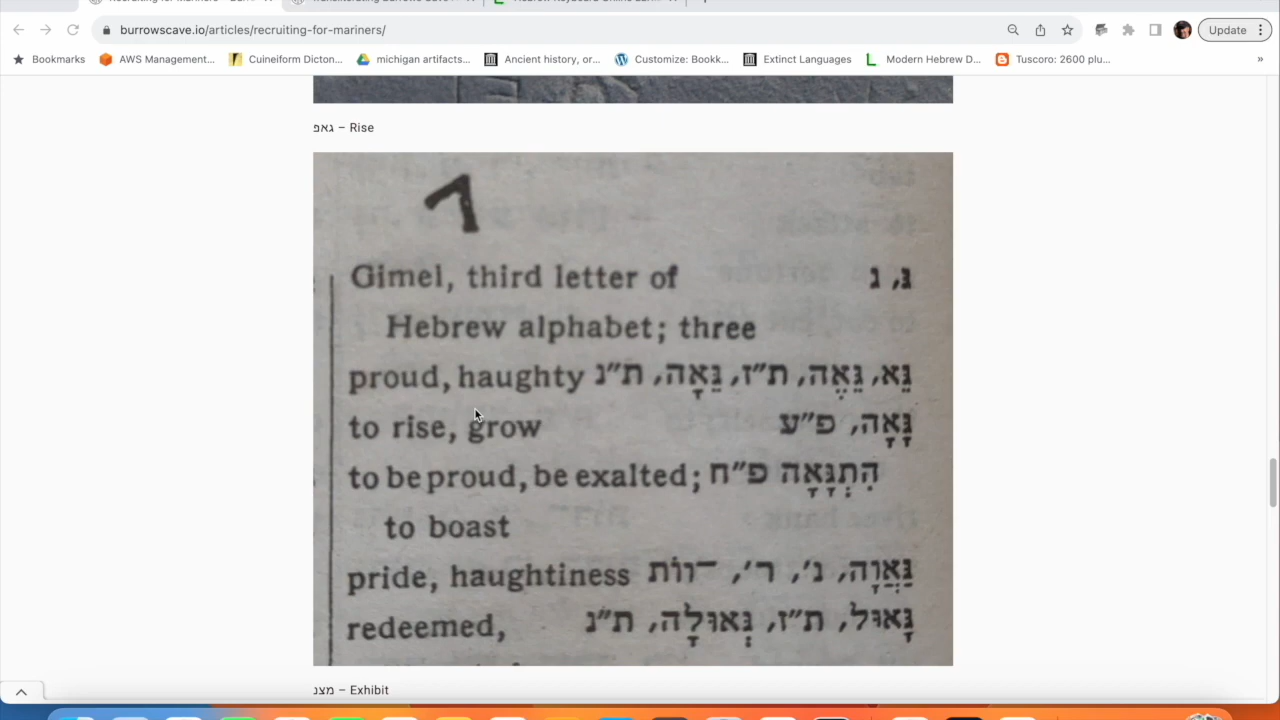 burrowscave.io/articles/recruiting-for-mariners/
Update
Bookmarks AWS Management... Cuineiform Dicton... michigan artifacts... Ancient history, or... Customize: Bookk... Extinct Languages Modern Hebrew D... Tuscoro: 2600 plu... »
גאפ – Rise
Gimel, third letter of גּ, ג
Hebrew alphabet; three
proud, haughty גֵּא, גֵּאֶה, ת״ז, גֵּאָה, ת״נ
to rise, grow גָּאָה, פ״ע
to be proud, be exalted; הִתְגָּאָה פ״ח
to boast
pride, haughtiness גַּאֲוָה, נ׳, ר׳, ־ווֹת
redeemed, גָּאוּל, ת״ז, גְּאוּלָה, ת״נ
מצנ – Exhibit